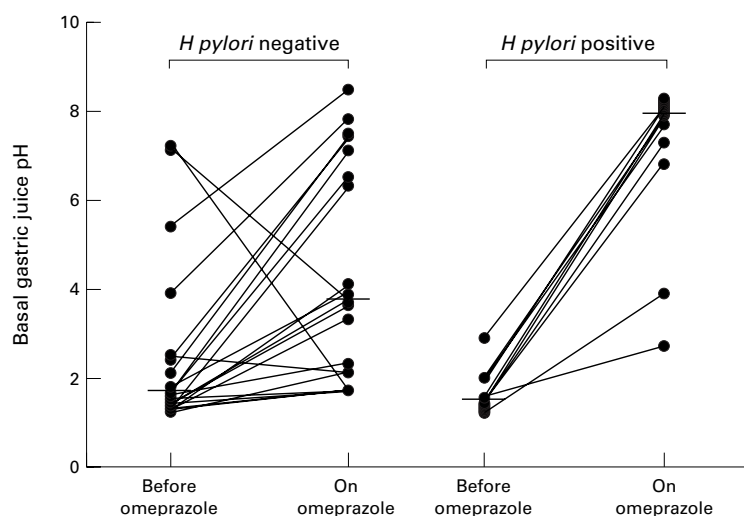 10
H pylori negative
H pylori positive
8
6
4
2
0
Basal gastric juice pH
Before
omeprazole
On
omeprazole
Before
omeprazole
On
omeprazole